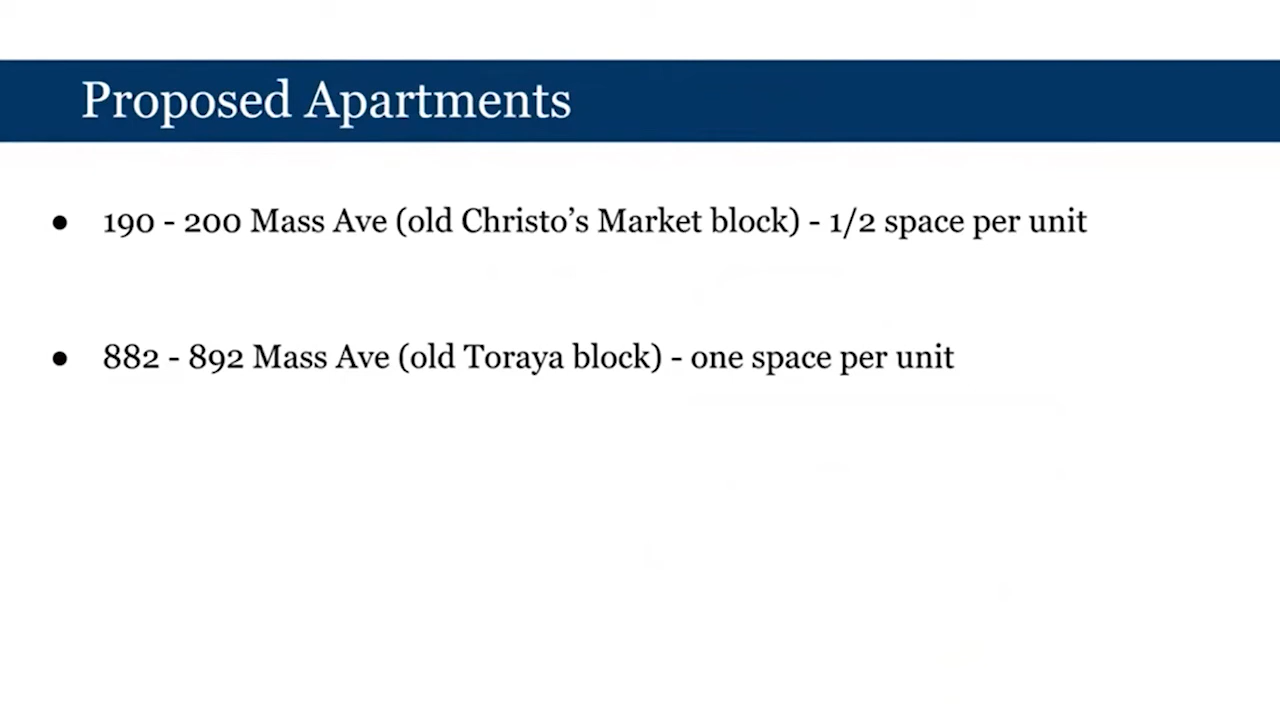 Proposed Apartments
● 190 - 200 Mass Ave (old Christo’s Market block) - 1/2 space per unit
● 882 - 892 Mass Ave (old Toraya block) - one space per unit